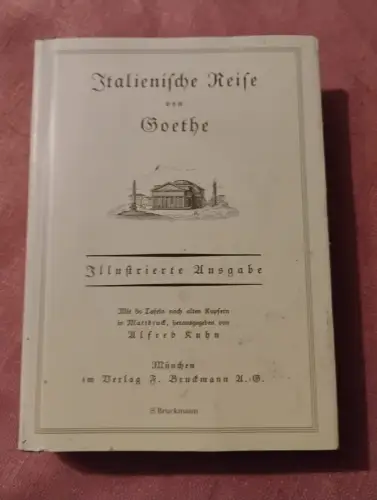 Italienische Reise
von
Goethe
Illustrierte Ausgabe
Mit 60 Tafeln nach alten Kupfern
in Mattdruck, herausgegeben von
Alfred Kuhn
München
im Verlag F. Bruckmann A.-G.
Bruckmann